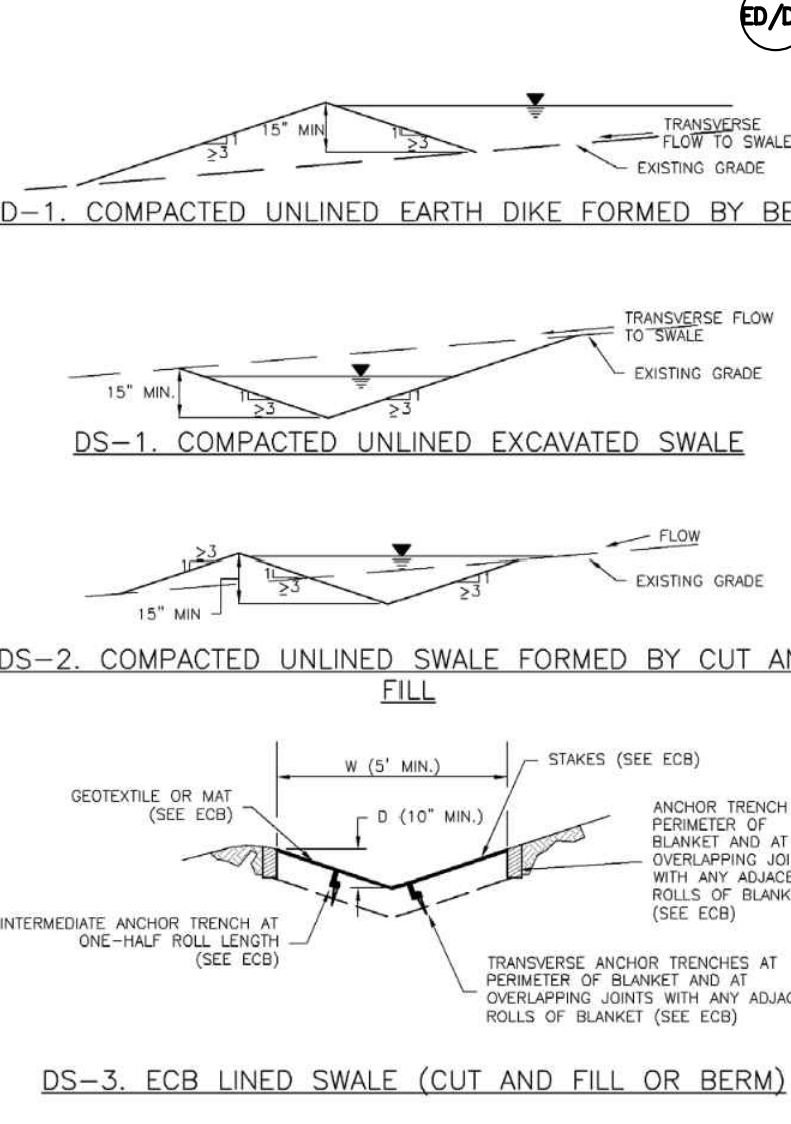 ED/D
15" MIN
1
≥3
1
≥3
TRANSVERSE
FLOW TO SWALE
EXISTING GRADE
D-1. COMPACTED UNLINED EARTH DIKE FORMED BY BE
TRANSVERSE FLOW
TO SWALE
EXISTING GRADE
15" MIN.
1
≥3
1
≥3
DS-1. COMPACTED UNLINED EXCAVATED SWALE
FLOW
EXISTING GRADE
≥3
1
1
≥3
1
≥3
15" MIN
DS-2. COMPACTED UNLINED SWALE FORMED BY CUT AN
FILL
W (5' MIN.)
STAKES (SEE ECB)
GEOTEXTILE OR MAT
(SEE ECB)
D (10" MIN.)
ANCHOR TRENCH
PERIMETER OF
BLANKET AND AT
OVERLAPPING JOI
WITH ANY ADJACE
ROLLS OF BLANK
(SEE ECB)
INTERMEDIATE ANCHOR TRENCH AT
ONE-HALF ROLL LENGTH
(SEE ECB)
TRANSVERSE ANCHOR TRENCHES AT
PERIMETER OF BLANKET AND AT
OVERLAPPING JOINTS WITH ANY ADJAC
ROLLS OF BLANKET (SEE ECB)
DS-3. ECB LINED SWALE (CUT AND FILL OR BERM)